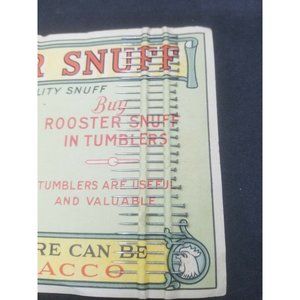 R SNUFF
LITY SNUFF
Buy
ROOSTER SNUFF
IN TUMBLERS
TUMBLERS ARE USEFUL
AND VALUABLE
RE CAN BE
ACCO